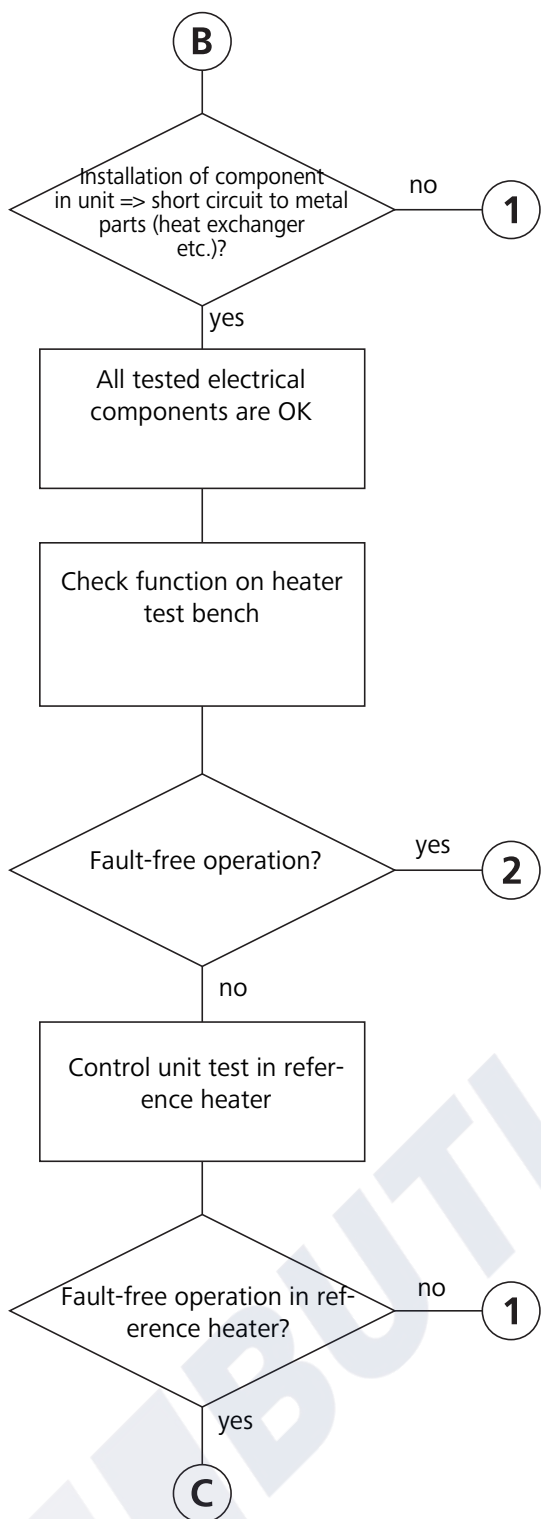 B
Installation of component
in unit => short circuit to metal
parts (heat exchanger
etc.)?
no
1
yes
All tested electrical
components are OK
Check function on heater
test bench
Fault-free operation?
yes
2
no
Control unit test in refer-
ence heater
Fault-free operation in ref-
erence heater?
no
1
yes
C
BUTI